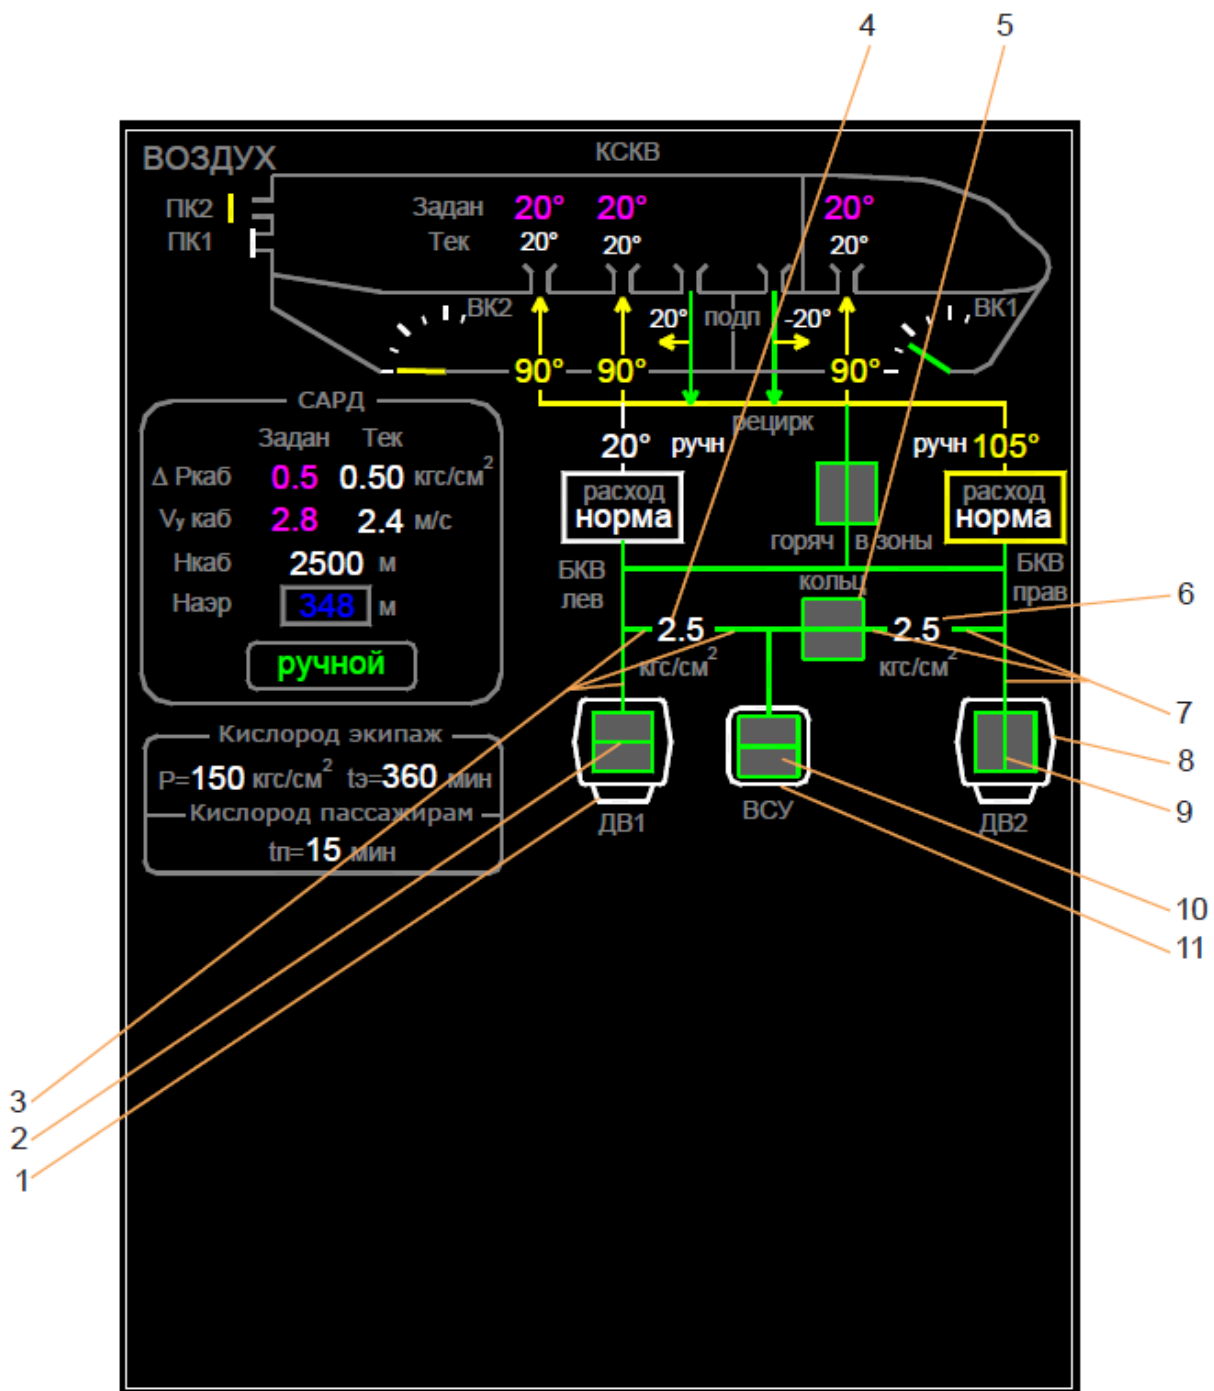 4 5
ВОЗДУХ КСКВ
ПК2 Задан 20° 20° 20°
ПК1 Тек 20° 20° 20°
ВК2 20° подп -20° ВК1
90° 90° 90°
САРД рецирк
Задан Тек 20° ручн ручн 105°
Δ Ркаб 0.5 0.50 кгс/см² расход расход
Vу каб 2.8 2.4 м/с норма норма
Нкаб 2500 м горяч в зоны
БКВ лев кольц БКВ прав
Наэр 348 м 6
2.5 2.5
ручной кгс/см² кгс/см²
7
Кислород экипаж 8
Р=150 кгс/см² tэ=360 мин
Кислород пассажирам ДВ1 ВСУ ДВ2 9
tп=15 мин
10
11
3
2
1